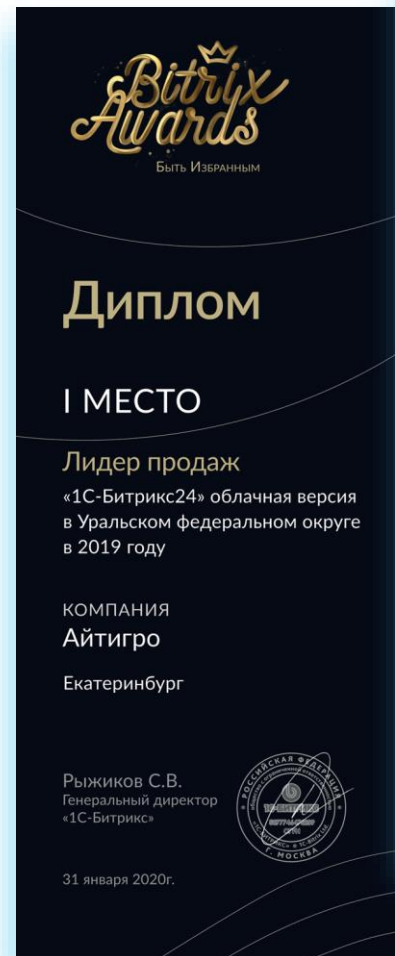 Bitrix
Awards
Быть Избранным
Диплом
I МЕСТО
Лидер продаж
«1С-Битрикс24» облачная версия
в Уральском федеральном округе
в 2019 году
КОМПАНИЯ
Айтигро
Екатеринбург
Рыжиков С.В.
Генеральный директор
«1С-Битрикс»
РОССИЙСКАЯ ФЕДЕРАЦИЯ
Г. МОСКВА
31 января 2020г.